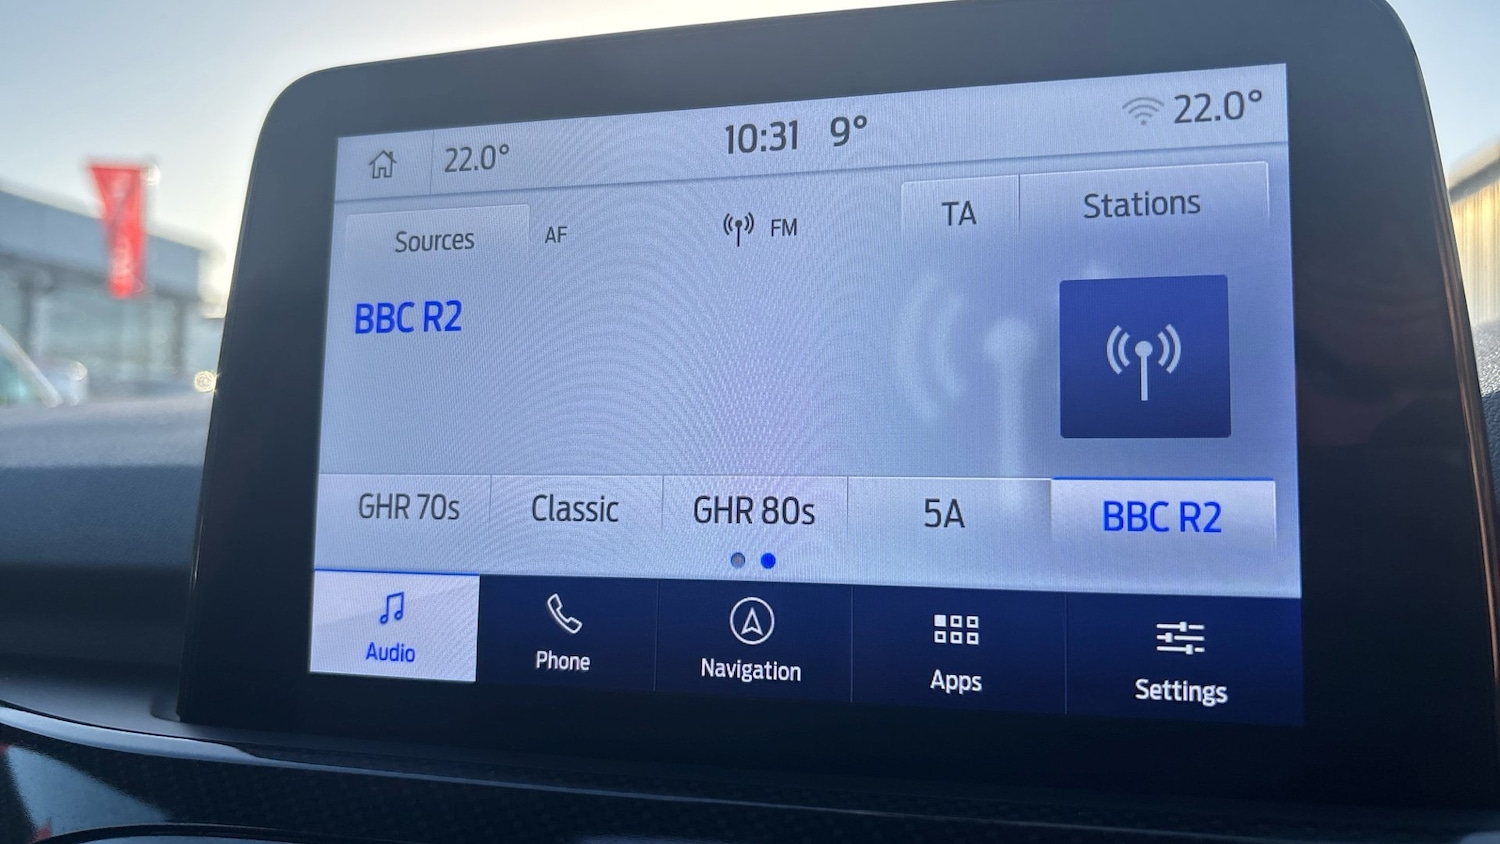 22.0°
10:31 9°
22.0°
Sources
AF
FM
TA
Stations
BBC R2
GHR 70s
Classic
GHR 80s
5A
BBC R2
Audio
Phone
Navigation
Apps
Settings